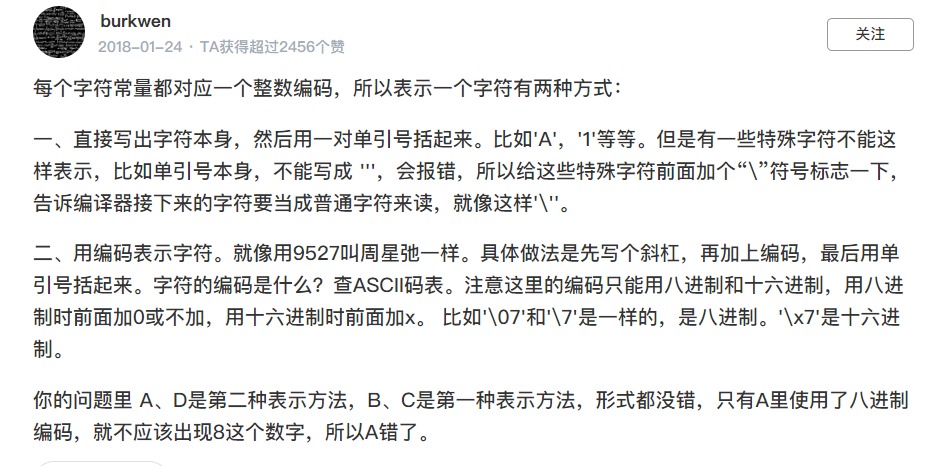 burkwen
2018-01-24 · TA获得超过2456个赞
关注
每个字符常量都对应一个整数编码，所以表示一个字符有两种方式：
一、直接写出字符本身，然后用一对单引号括起来。比如'A'，'1'等等。但是有一些特殊字符不能这
样表示，比如单引号本身，不能写成 '''，会报错，所以给这些特殊字符前面加个“\”符号标志一下，
告诉编译器接下来的字符要当成普通字符来读，就像这样'\''。
二、用编码表示字符。就像用9527叫周星弛一样。具体做法是先写个斜杠，再加上编码，最后用单
引号括起来。字符的编码是什么？查ASCII码表。注意这里的编码只能用八进制和十六进制，用八进
制时前面加0或不加，用十六进制时前面加x。 比如'\07'和'\7'是一样的，是八进制。'\x7'是十六进
制。
你的问题里 A、D是第二种表示方法，B、C是第一种表示方法，形式都没错，只有A里使用了八进制
编码，就不应该出现8这个数字，所以A错了。